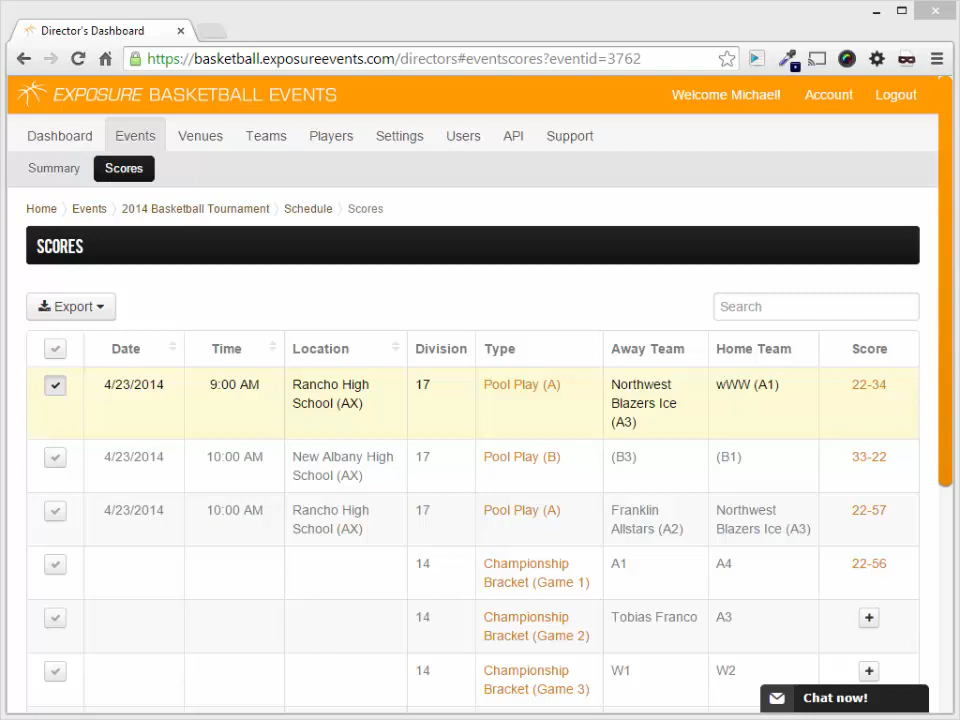 Director's Dashboard
https://basketball.exposureevents.com/directors#eventscores?eventid=3762
EXPOSURE BASKETBALL EVENTS
Welcome Michael! Account Logout
Dashboard Events Venues Teams Players Settings Users API Support
Summary Scores
Home Events 2014 Basketball Tournament Schedule Scores
SCORES
Export Search
Date Time Location Division Type Away Team Home Team Score
4/23/2014 9:00 AM Rancho High 17 Pool Play (A) Northwest wWW (A1) 22-34
School (AX) Blazers Ice
(A3)
4/23/2014 10:00 AM New Albany High 17 Pool Play (B) (B3) (B1) 33-22
School (AX)
4/23/2014 10:00 AM Rancho High 17 Pool Play (A) Franklin Northwest 22-57
School (AX) Allstars (A2) Blazers Ice (A3)
14 Championship A1 A4 22-56
Bracket (Game 1)
14 Championship Tobias Franco A3 +
Bracket (Game 2)
14 Championship W1 W2 +
Bracket (Game 3)
Chat now!